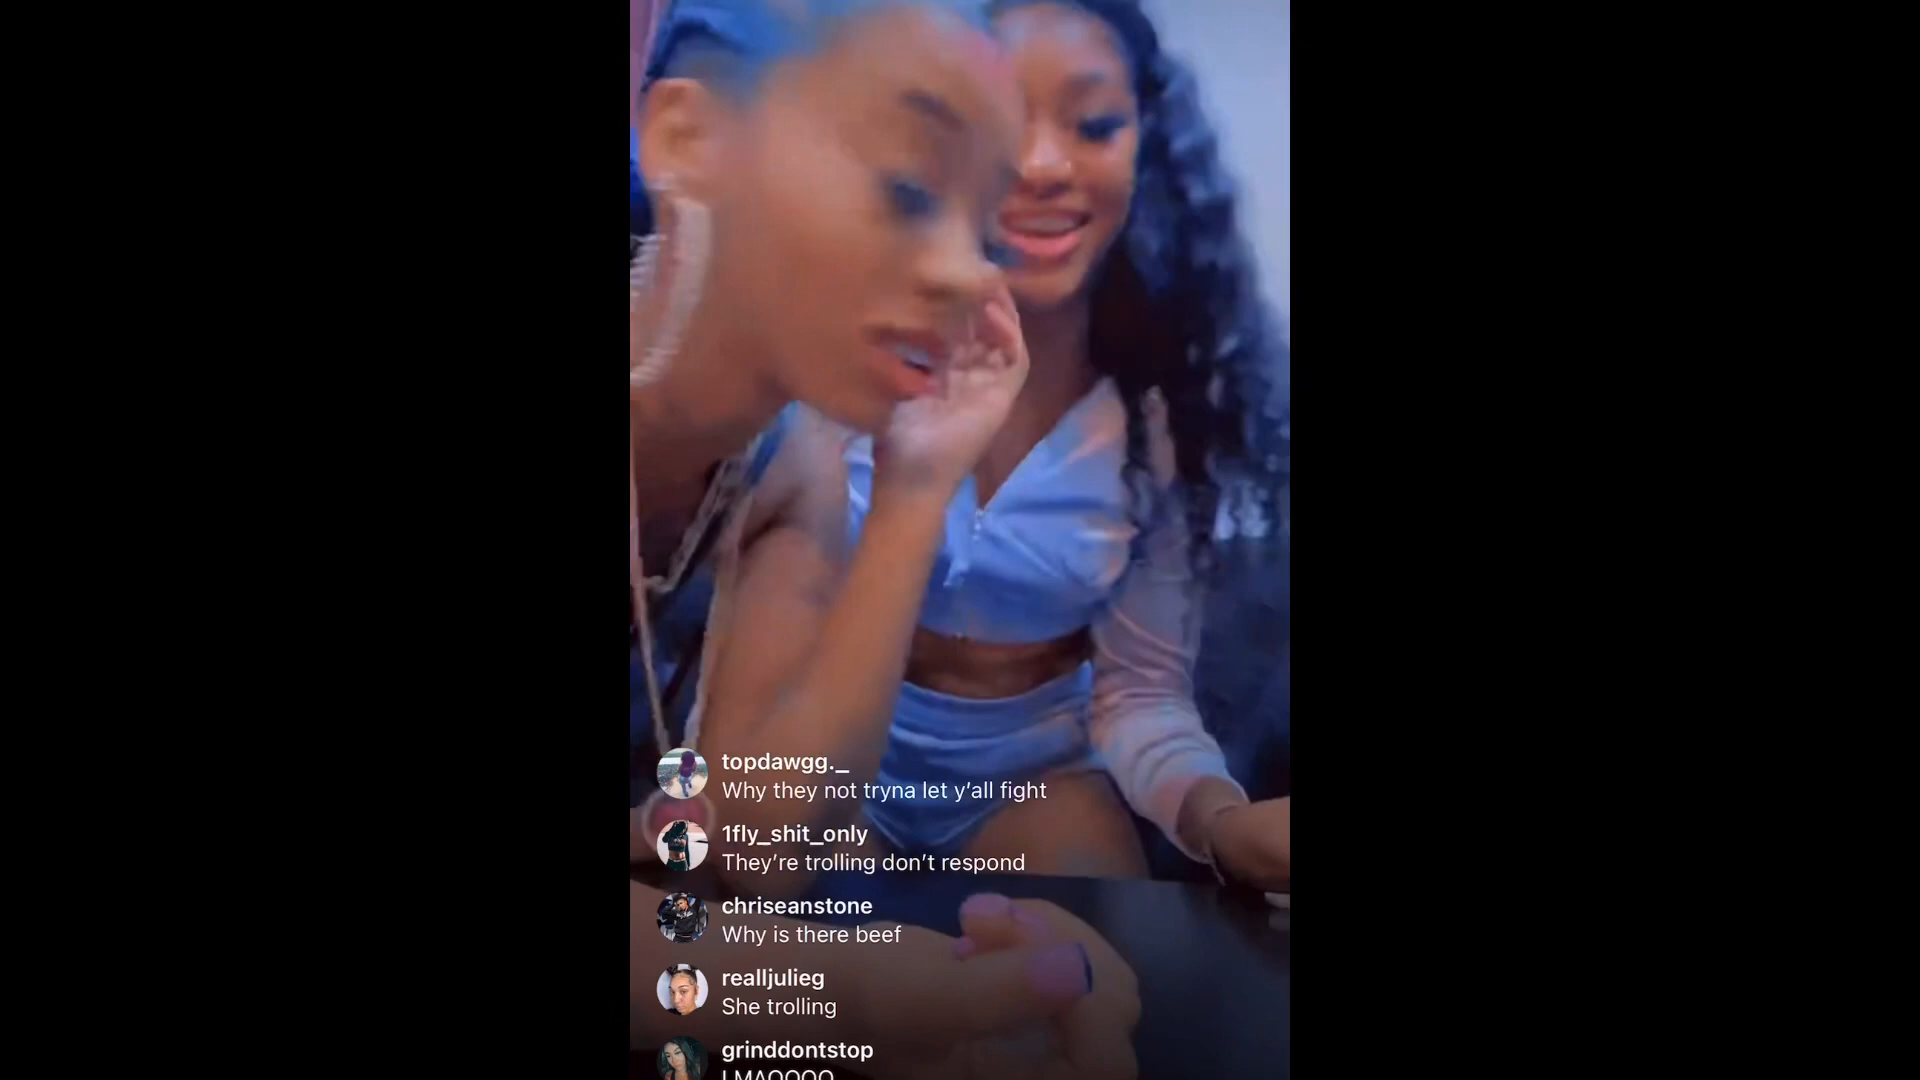 topdawgg._
Why they not tryna let y’all fight
1fly_shit_only
They’re trolling don’t respond
chriseanstone
Why is there beef
realljulieg
She trolling
grinddontstop
LMAOOOO